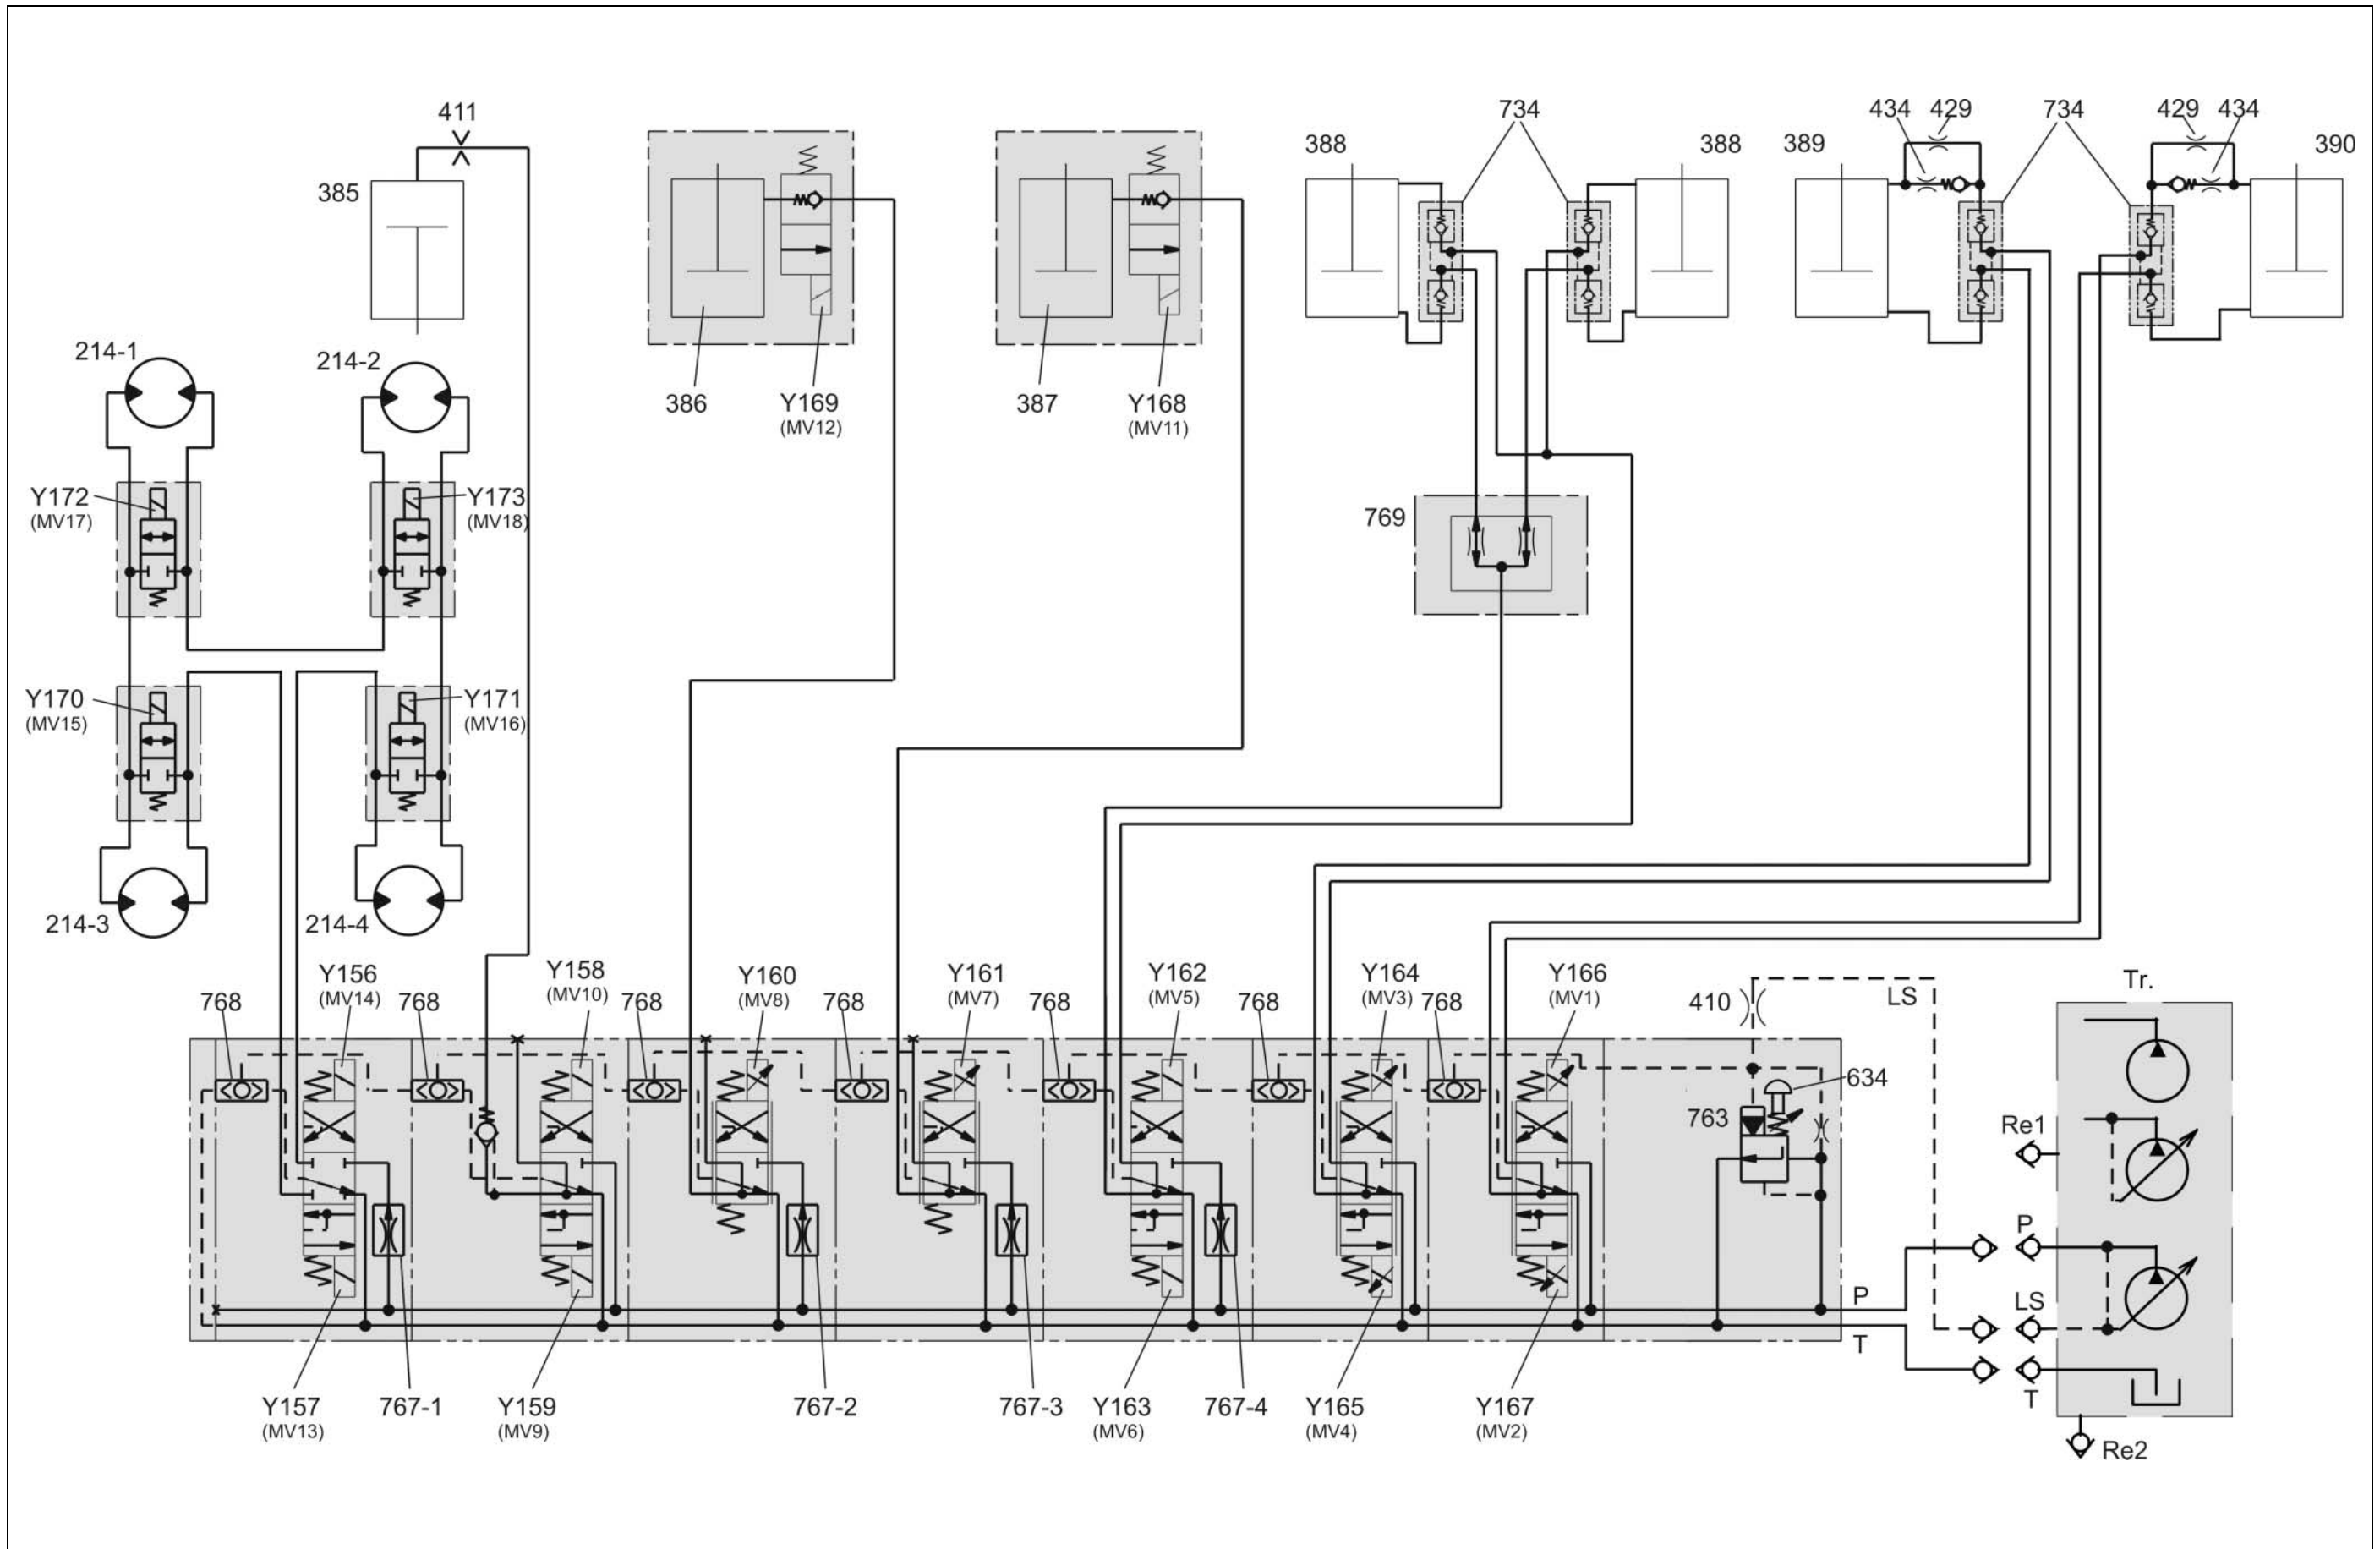 411
734
434 429
734
429 434
385
388
388
389
390
214-1
214-2
386
Y169
(MV12)
387
Y168
(MV11)
Y172
(MV17)
Y173
(MV18)
769
Y170
(MV15)
Y171
(MV16)
214-3
214-4
768
Y156
(MV14)
768
Y158
(MV10)
768
Y160
(MV8)
768
Y161
(MV7)
768
Y162
(MV5)
768
Y164
(MV3)
768
Y166
(MV1)
410
LS
Tr.
634
763
Re1
P
LS
T
P
T
Y157
(MV13)
767-1
Y159
(MV9)
767-2
767-3
Y163
(MV6)
767-4
Y165
(MV4)
Y167
(MV2)
Re2